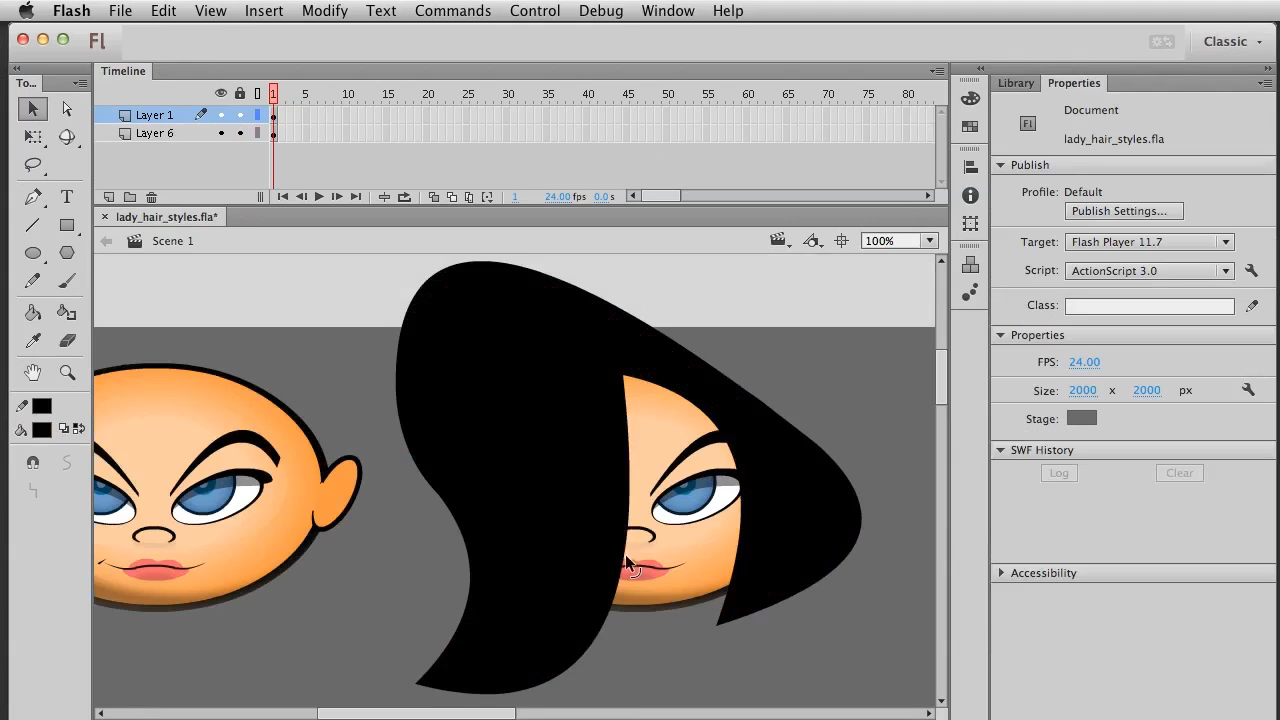 Flash File Edit View Insert Modify Text Commands Control Debug Window Help
Fl Classic
To... Timeline Library Properties
1 5 10 15 20 25 30 35 40 45 50 55 60 65 70 75 80
Layer 1
Layer 6
1 24.00 fps 0.0 s
lady_hair_styles.fla*
Scene 1 100%
Document
Fl lady_hair_styles.fla
Publish
Profile: Default
Publish Settings...
Target: Flash Player 11.7
Script: ActionScript 3.0
Class:
Properties
FPS: 24.00
Size: 2000 x 2000 px
Stage:
SWF History
Log Clear
Accessibility